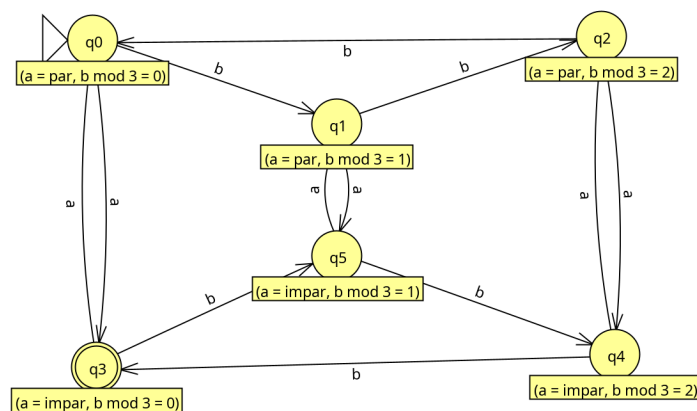 q0
(a = par, b mod 3 = 0)
b
q2
(a = par, b mod 3 = 2)
b
b
q1
(a = par, b mod 3 = 1)
a
a
a
a
a
a
q5
(a = impar, b mod 3 = 1)
b
b
q3
(a = impar, b mod 3 = 0)
b
q4
(a = impar, b mod 3 = 2)